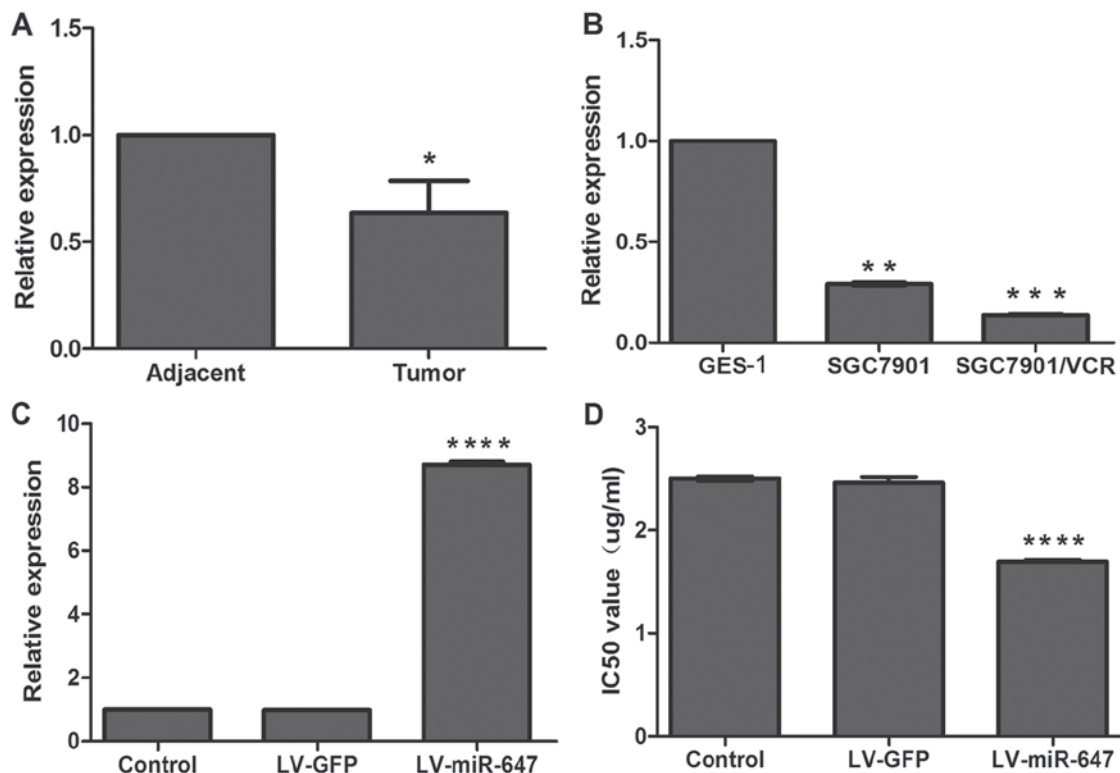 A
Relative expression
1.5
1.0
0.5
0.0
*
Adjacent Tumor
B
Relative expression
1.5
1.0
0.5
0.0
**
***
GES-1 SGC7901 SGC7901/VCR
C
Relative expression
10
8
6
4
2
0
****
Control LV-GFP LV-miR-647
D
IC50 value（ug/ml)
3
2
1
0
****
Control LV-GFP LV-miR-647